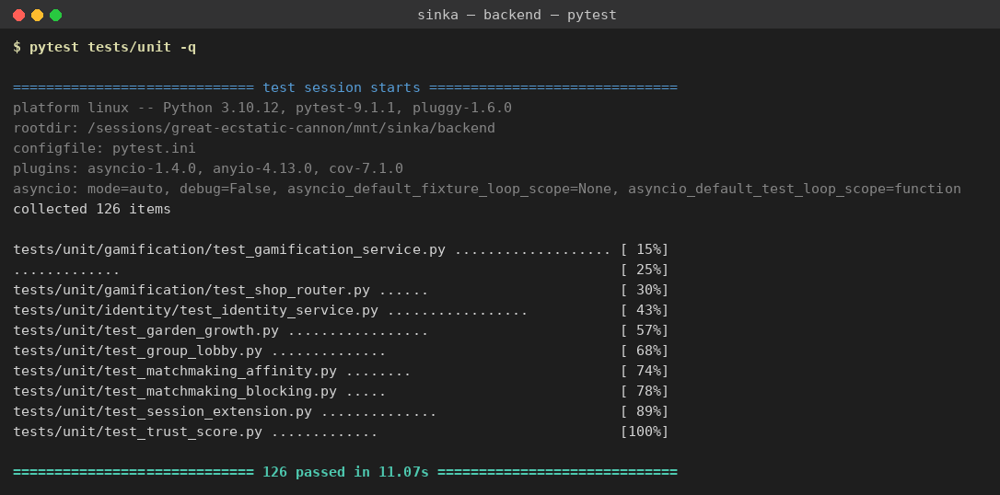 sinka — backend — pytest
$ pytest tests/unit -q
============================= test session starts ==============================
platform linux -- Python 3.10.12, pytest-9.1.1, pluggy-1.6.0
rootdir: /sessions/great-ecstatic-cannon/mnt/sinka/backend
configfile: pytest.ini
plugins: asyncio-1.4.0, anyio-4.13.0, cov-7.1.0
asyncio: mode=auto, debug=False, asyncio_default_fixture_loop_scope=None, asyncio_default_test_loop_scope=function
collected 126 items
tests/unit/gamification/test_gamification_service.py ................... [ 15%]
.............                                                            [ 25%]
tests/unit/gamification/test_shop_router.py ......                       [ 30%]
tests/unit/identity/test_identity_service.py .................           [ 43%]
tests/unit/test_garden_growth.py .................                       [ 57%]
tests/unit/test_group_lobby.py ..............                            [ 68%]
tests/unit/test_matchmaking_affinity.py ........                         [ 74%]
tests/unit/test_matchmaking_blocking.py .....                            [ 78%]
tests/unit/test_session_extension.py ..............                      [ 89%]
tests/unit/test_trust_score.py .............                             [100%]
============================= 126 passed in 11.07s =============================